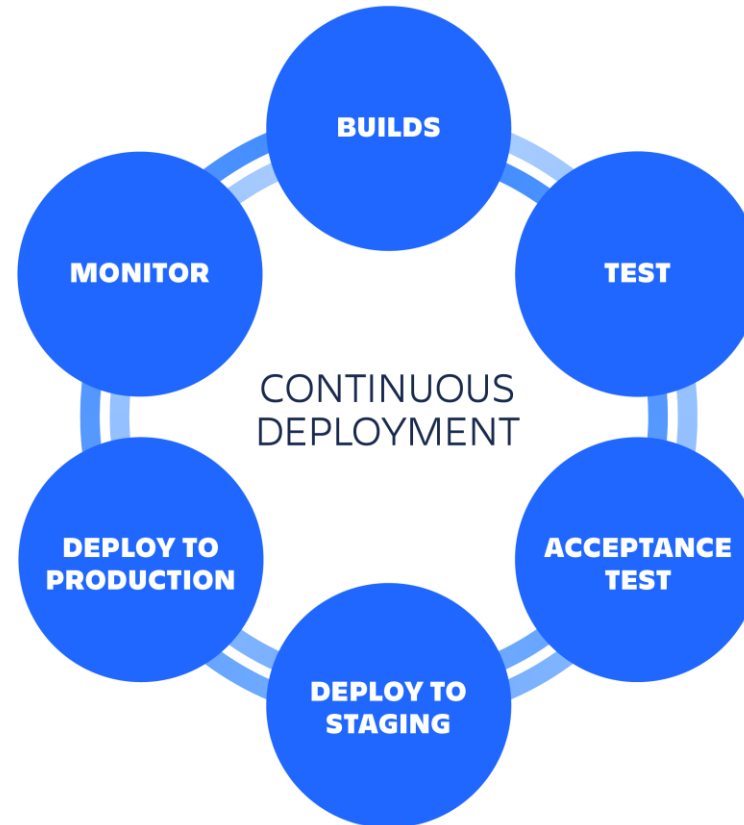 BUILDS
TEST
ACCEPTANCE
TEST
DEPLOY TO
STAGING
DEPLOY TO
PRODUCTION
MONITOR
CONTINUOUS
DEPLOYMENT